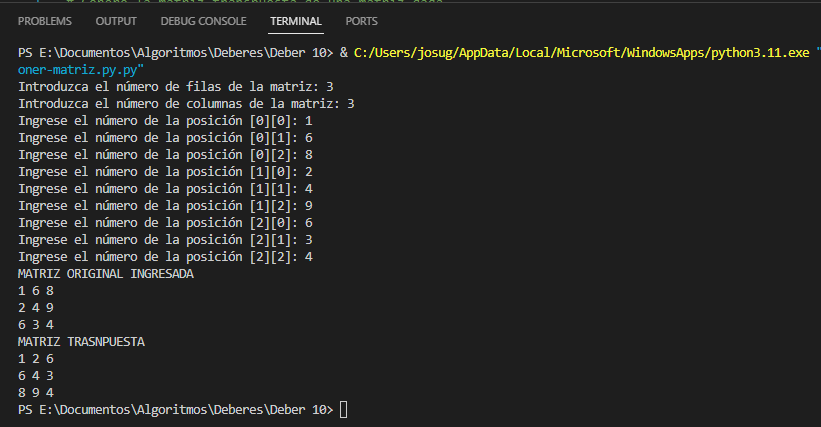 PROBLEMS OUTPUT DEBUG CONSOLE TERMINAL PORTS
PS E:\Documentos\Algoritmos\Deberes\Deber 10> & C:/Users/josug/AppData/Local/Microsoft/WindowsApps/python3.11.exe "
oner-matriz.py.py"
Introduzca el número de filas de la matriz: 3
Introduzca el número de columnas de la matriz: 3
Ingrese el número de la posición [0][0]: 1
Ingrese el número de la posición [0][1]: 6
Ingrese el número de la posición [0][2]: 8
Ingrese el número de la posición [1][0]: 2
Ingrese el número de la posición [1][1]: 4
Ingrese el número de la posición [1][2]: 9
Ingrese el número de la posición [2][0]: 6
Ingrese el número de la posición [2][1]: 3
Ingrese el número de la posición [2][2]: 4
MATRIZ ORIGINAL INGRESADA
1 6 8
2 4 9
6 3 4
MATRIZ TRASNPUESTA
1 2 6
6 4 3
8 9 4
PS E:\Documentos\Algoritmos\Deberes\Deber 10>